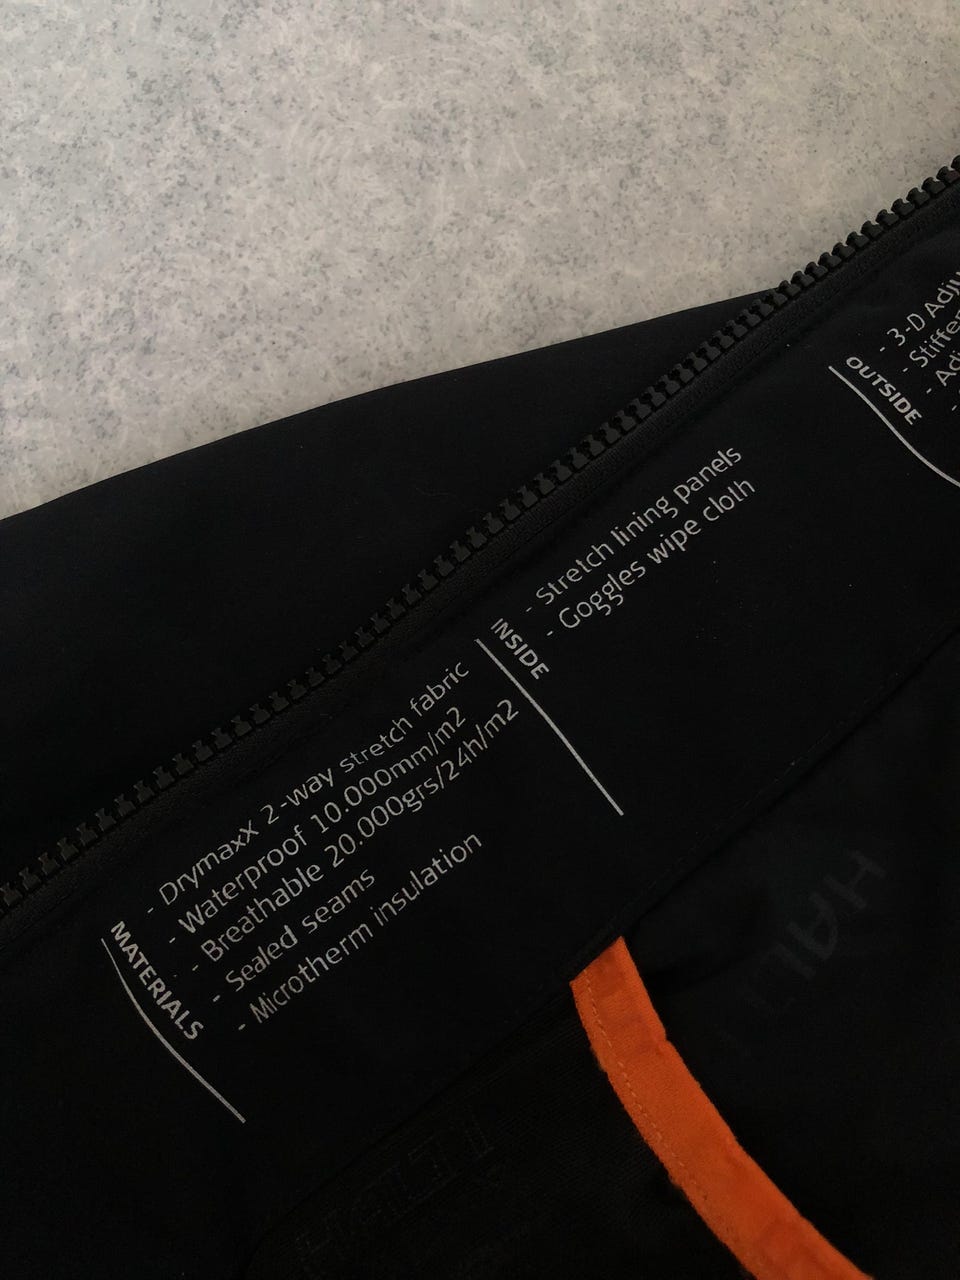 MATERIALS
- DrymaxX 2-way stretch fabric
- Waterproof 10.000mm/m2
- Breathable 20.000grs/24h/m2
- Sealed seams
- Microtherm insulation
INSIDE
- Stretch lining panels
- Goggles wipe cloth
OUTSIDE
- 3-D